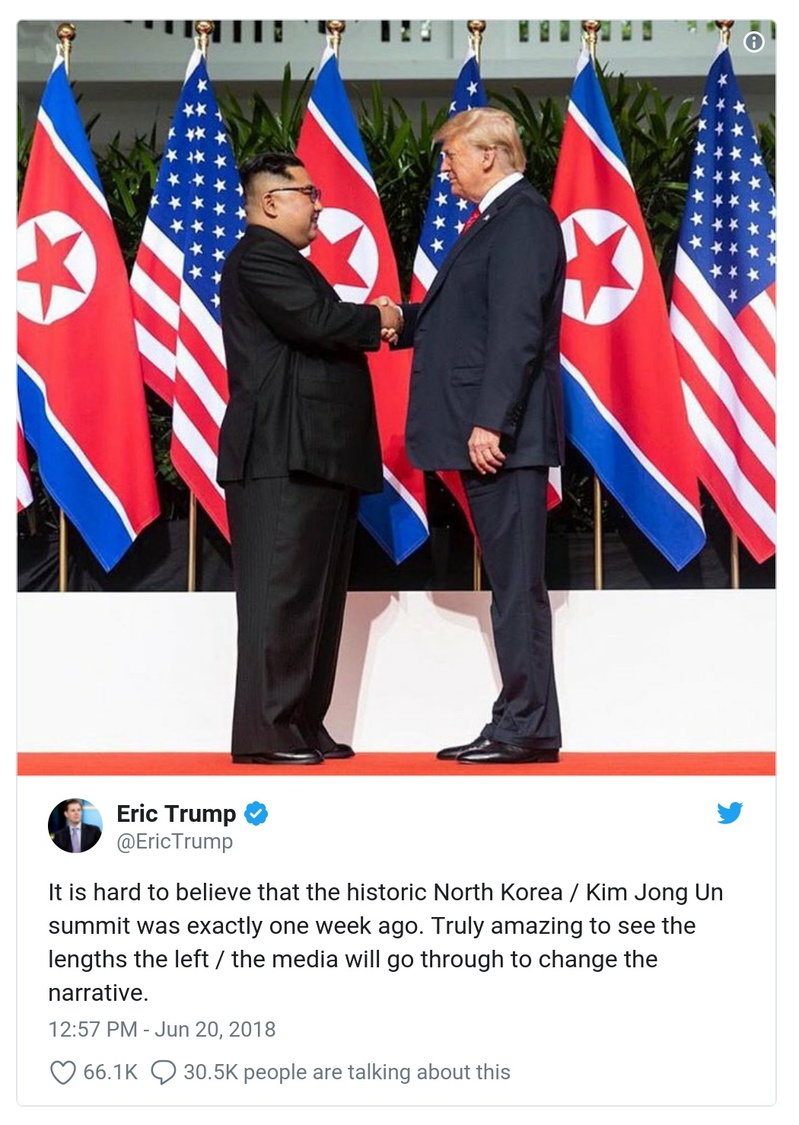 Eric Trump
@EricTrump
It is hard to believe that the historic North Korea / Kim Jong Un
summit was exactly one week ago. Truly amazing to see the
lengths the left / the media will go through to change the
narrative.
12:57 PM - Jun 20, 2018
66.1K 30.5K people are talking about this